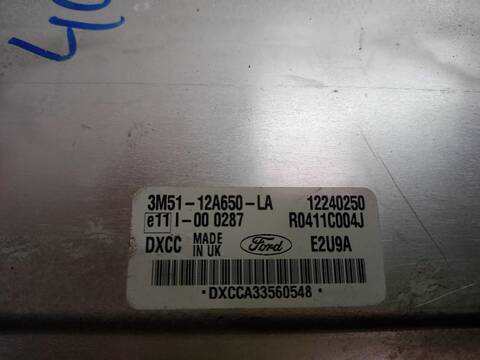 3M51-12A650-LA 12240250
e11 I-00 0287 R0411C004J
DXCC MADE IN UK Ford E2U9A
*DXCCA33560548*